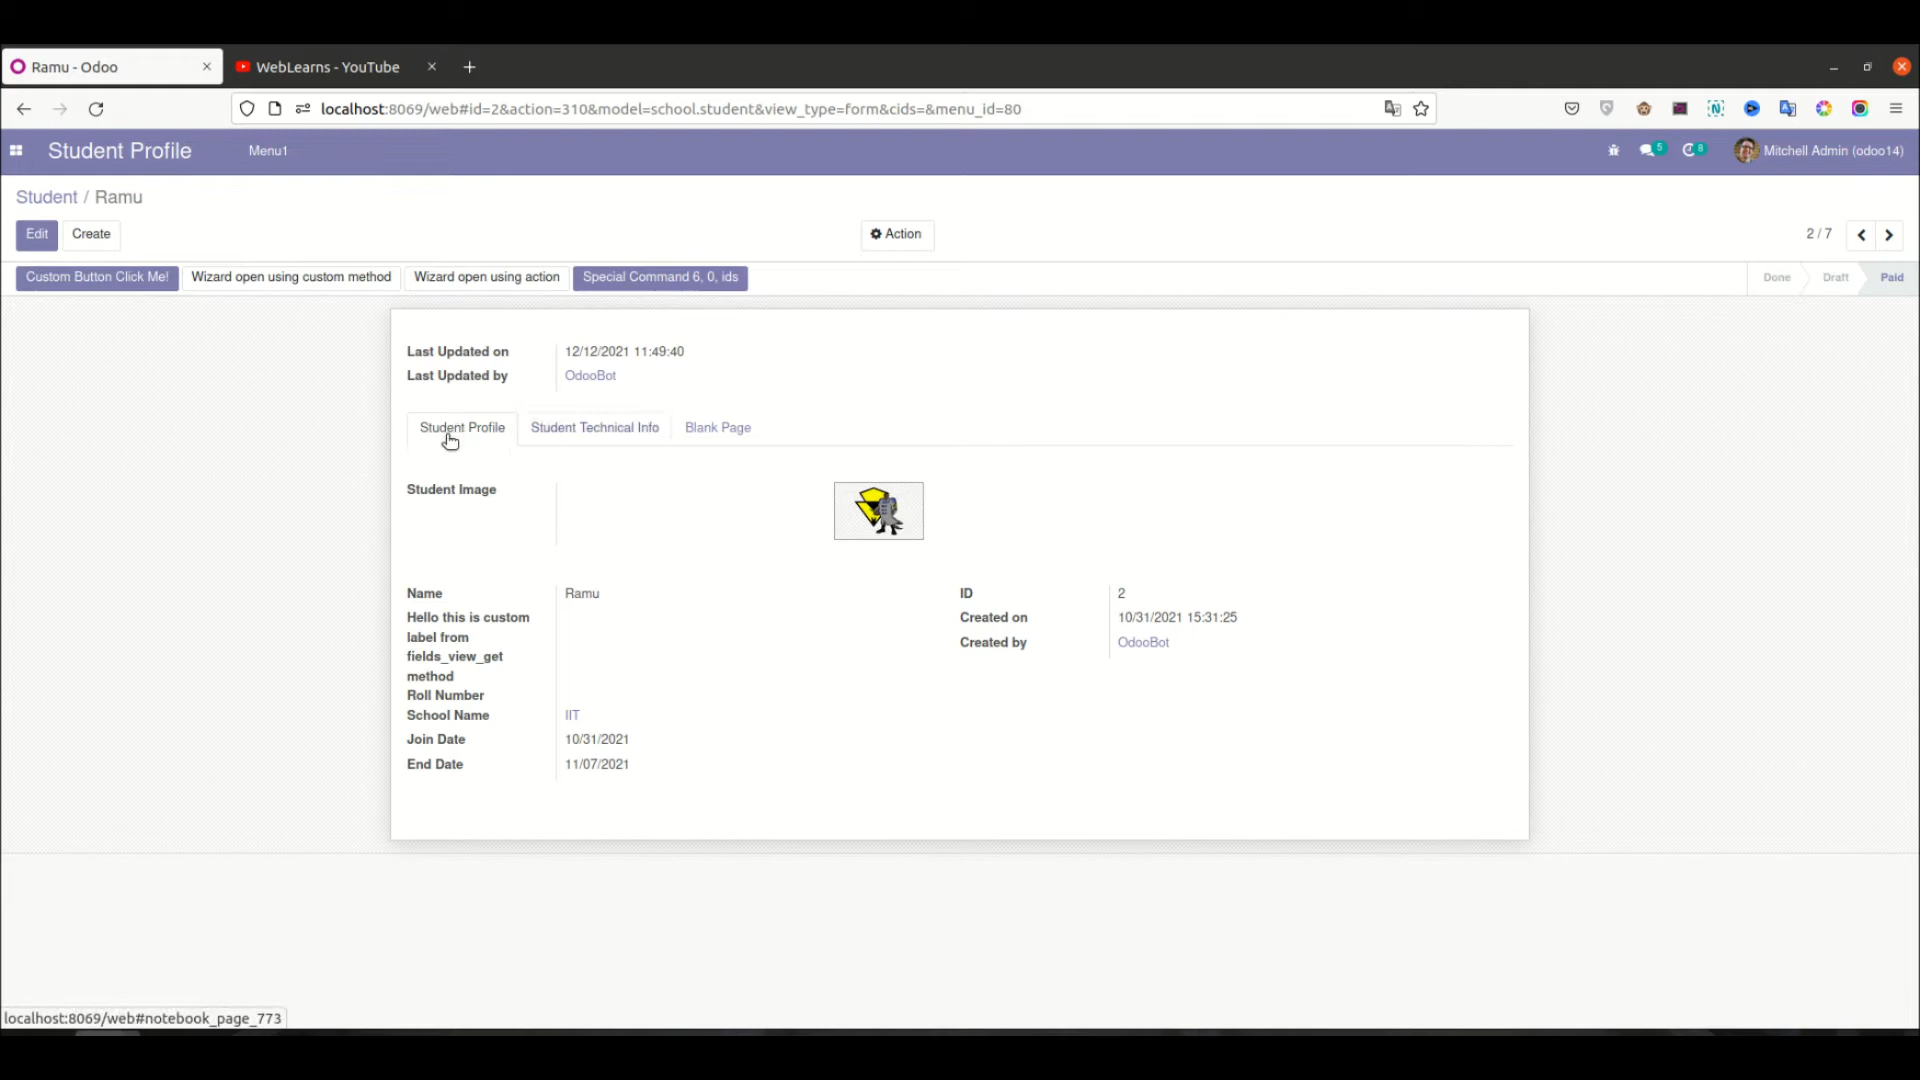 Ramu - Odoo
WebLearns - YouTube
localhost:8069/web#id=2&action=310&model=school.student&view_type=form&cids=&menu_id=80
Student Profile
Menu1
5
8
Mitchell Admin (odoo14)
Student / Ramu
Edit
Create
Action
2 / 7
Custom Button Click Me!
Wizard open using custom method
Wizard open using action
Special Command 6, 0, ids
Done
Draft
Paid
Last Updated on
12/12/2021 11:49:40
Last Updated by
OdooBot
Student Profile
Student Technical Info
Blank Page
Student Image
Name
Ramu
Hello this is custom
label from
fields_view_get
method
Roll Number
School Name
IIT
Join Date
10/31/2021
End Date
11/07/2021
ID
2
Created on
10/31/2021 15:31:25
Created by
OdooBot
localhost:8069/web#notebook_page_773